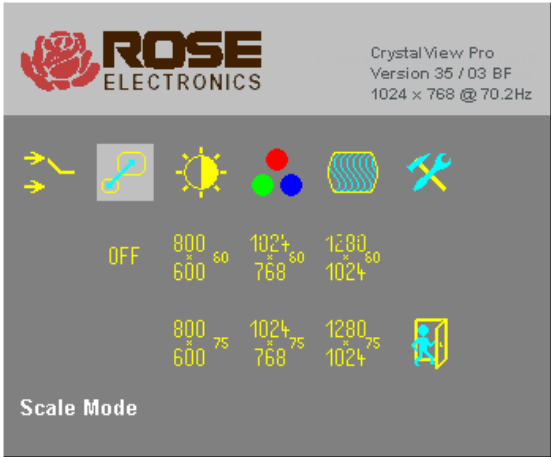 ROSE
ELECTRONICS
CrystalView Pro
Version 35 / 03 BF
1024 x 768 @ 70.2Hz
OFF
800 x 600 60
1024 x 768 60
1280 x 1024 60
800 x 600 75
1024 x 768 75
1280 x 1024 75
Scale Mode